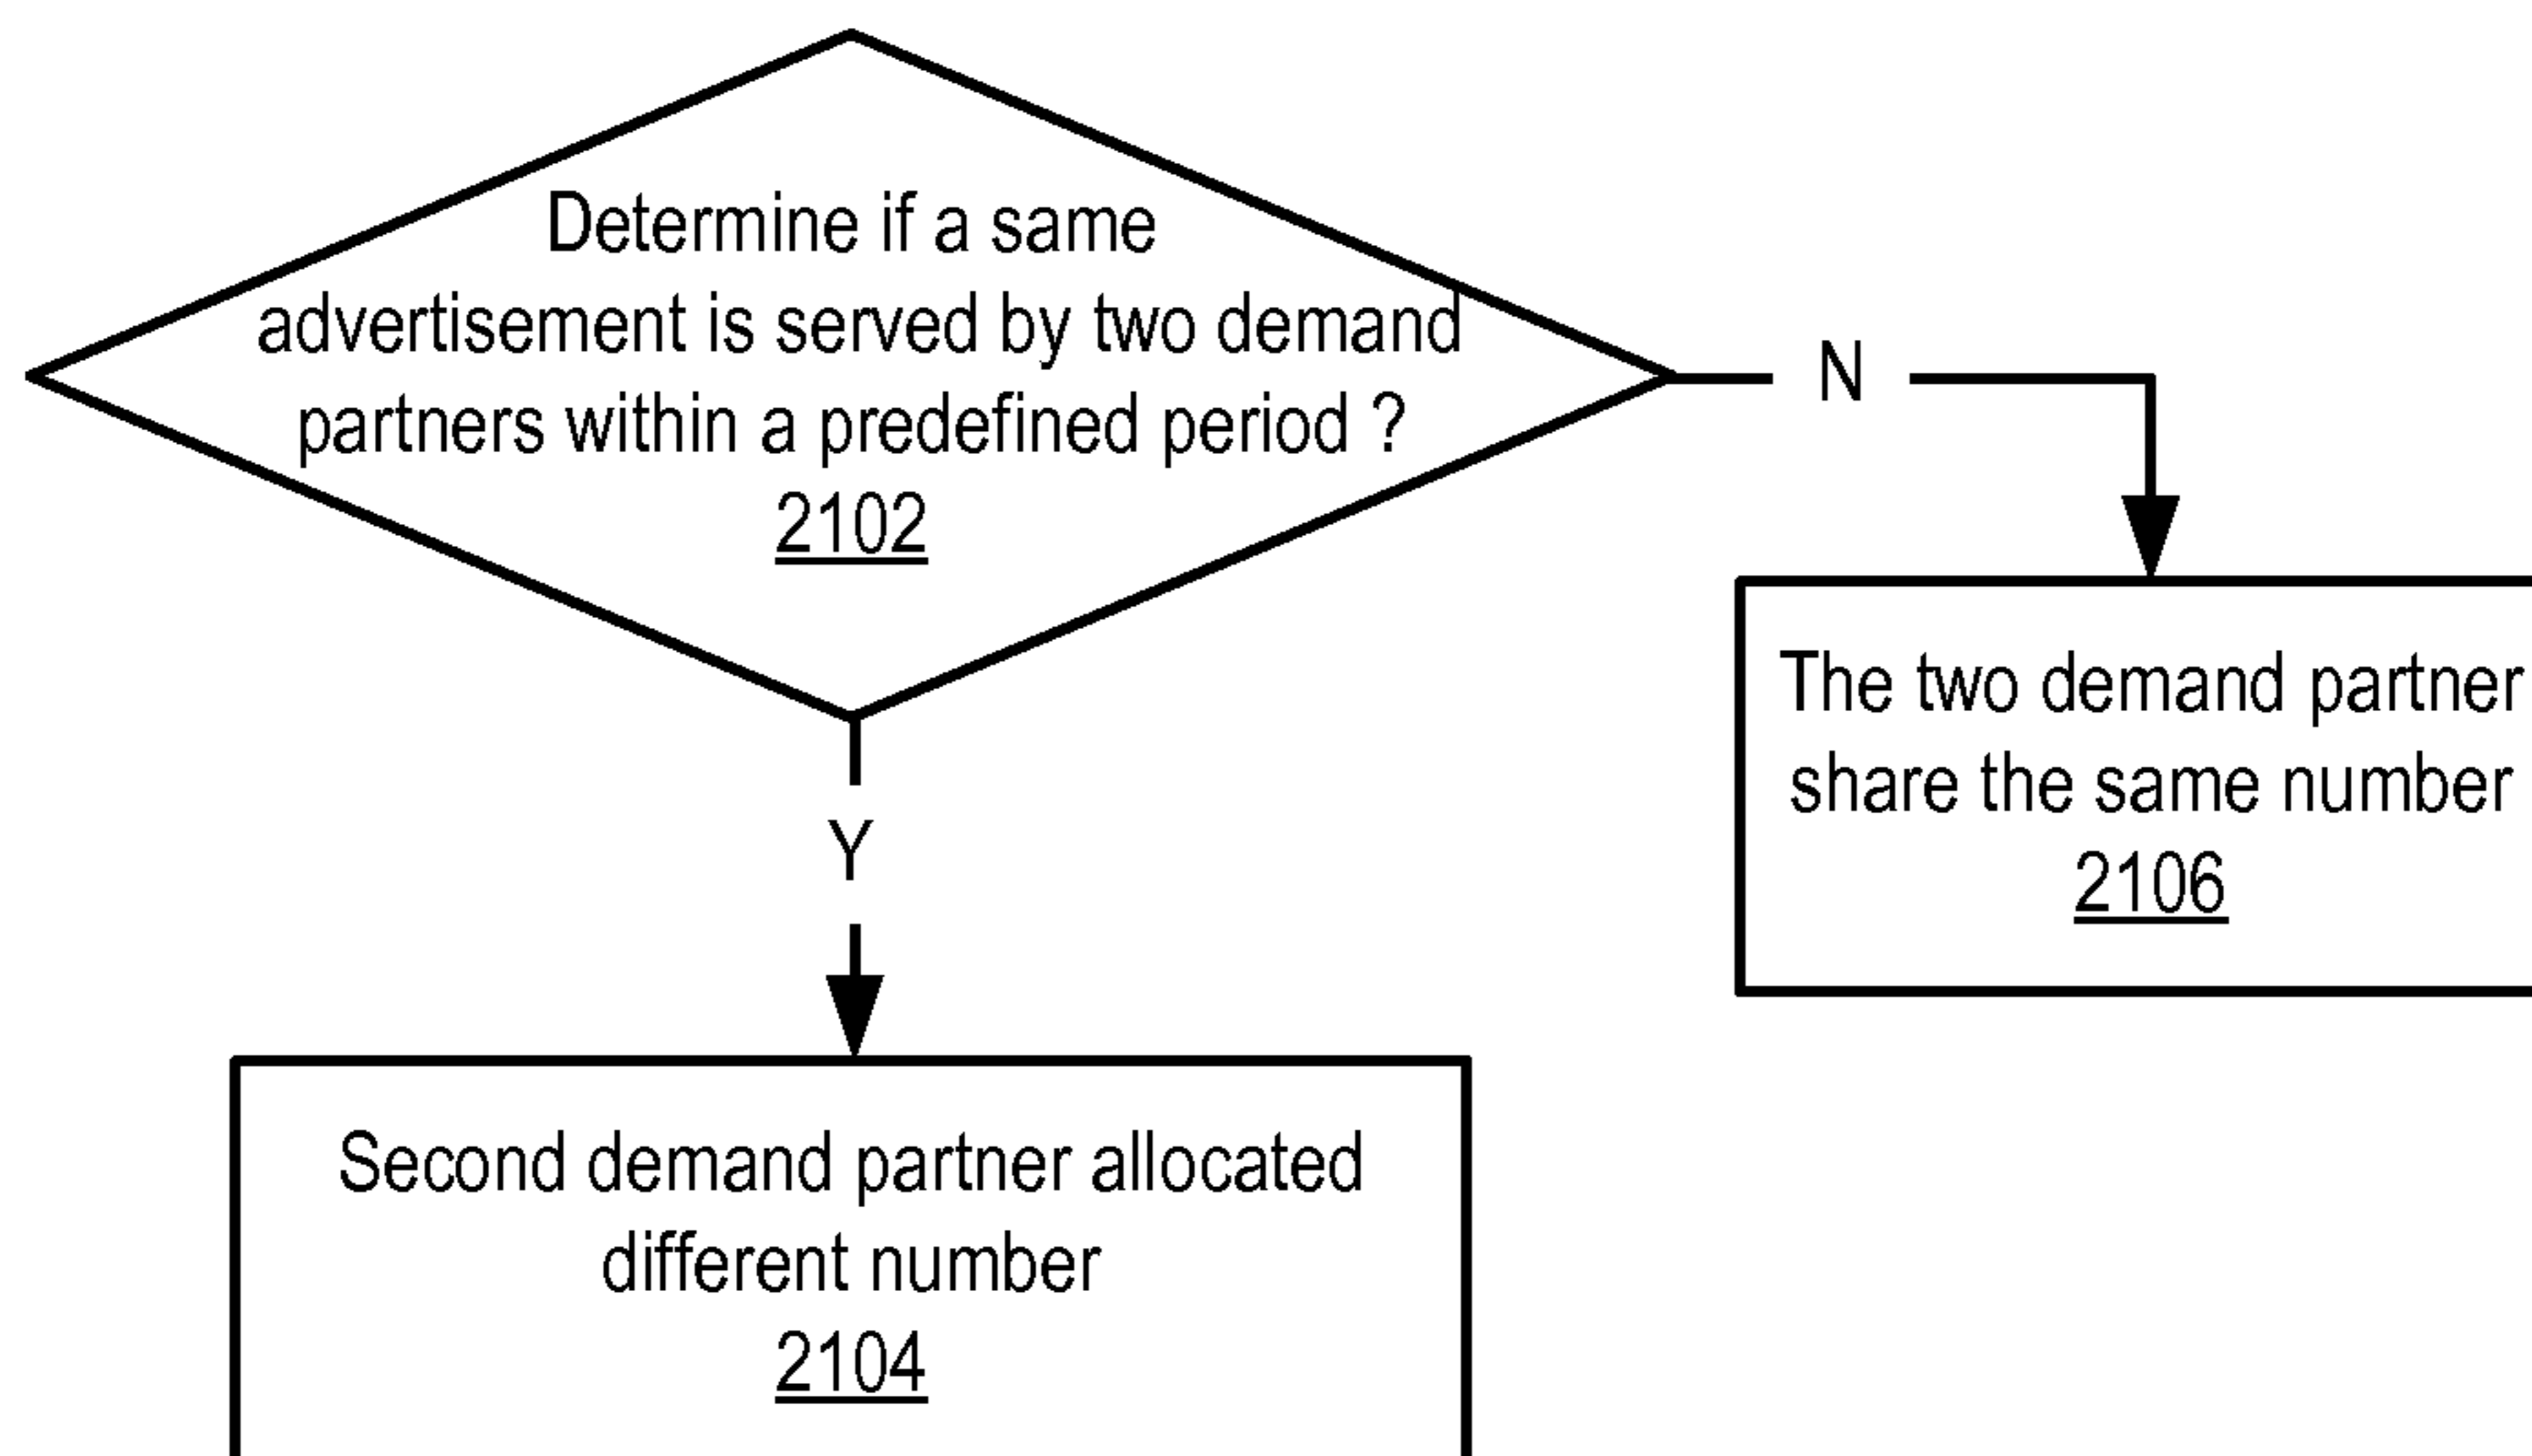 Determine if a same
advertisement is served by two demand
partners within a predefined period ?
2102
N
The two demand partner
share the same number
2106
Y
Second demand partner allocated
different number
2104